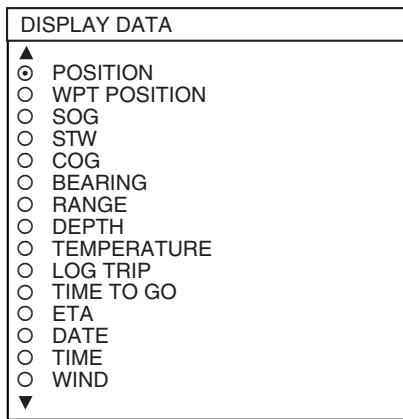 DISPLAY DATA
▲
POSITION
WPT POSITION
SOG
STW
COG
BEARING
RANGE
DEPTH
TEMPERATURE
LOG TRIP
TIME TO GO
ETA
DATE
TIME
WIND
▼